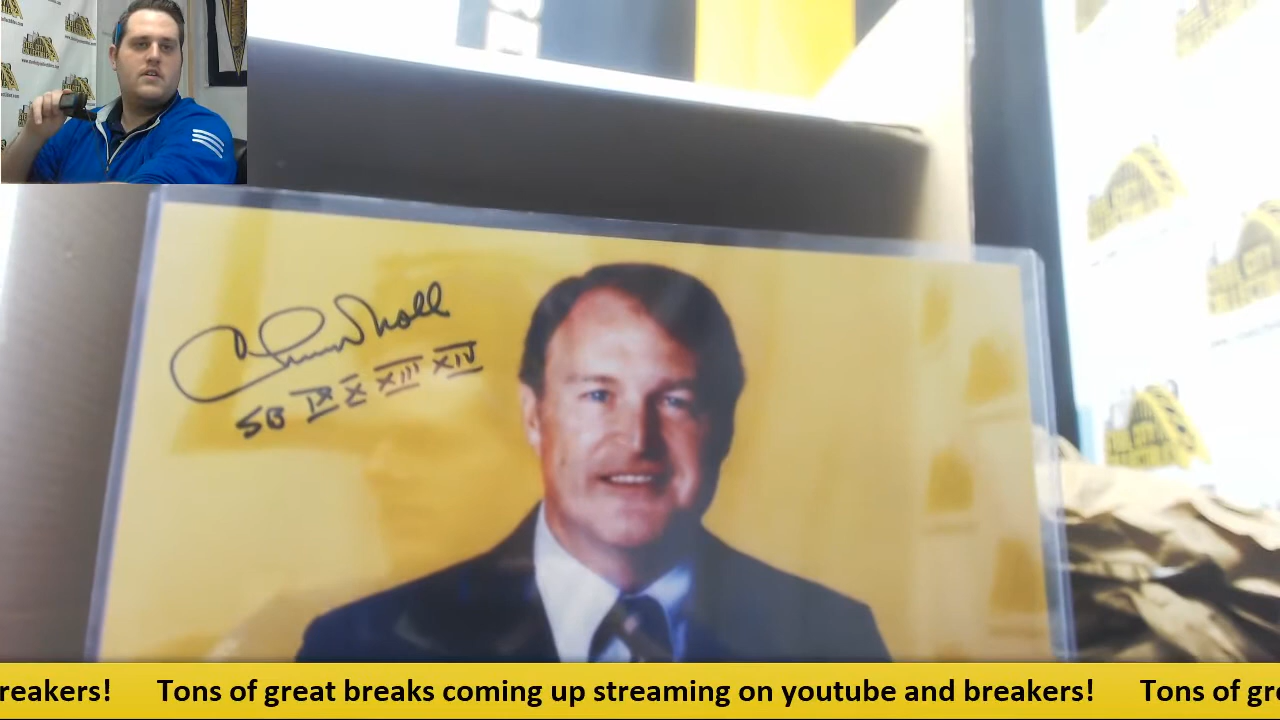 Chuck Noll
SB IX X XIII XIV
reakers! Tons of great breaks coming up streaming on youtube and breakers! Tons of gre